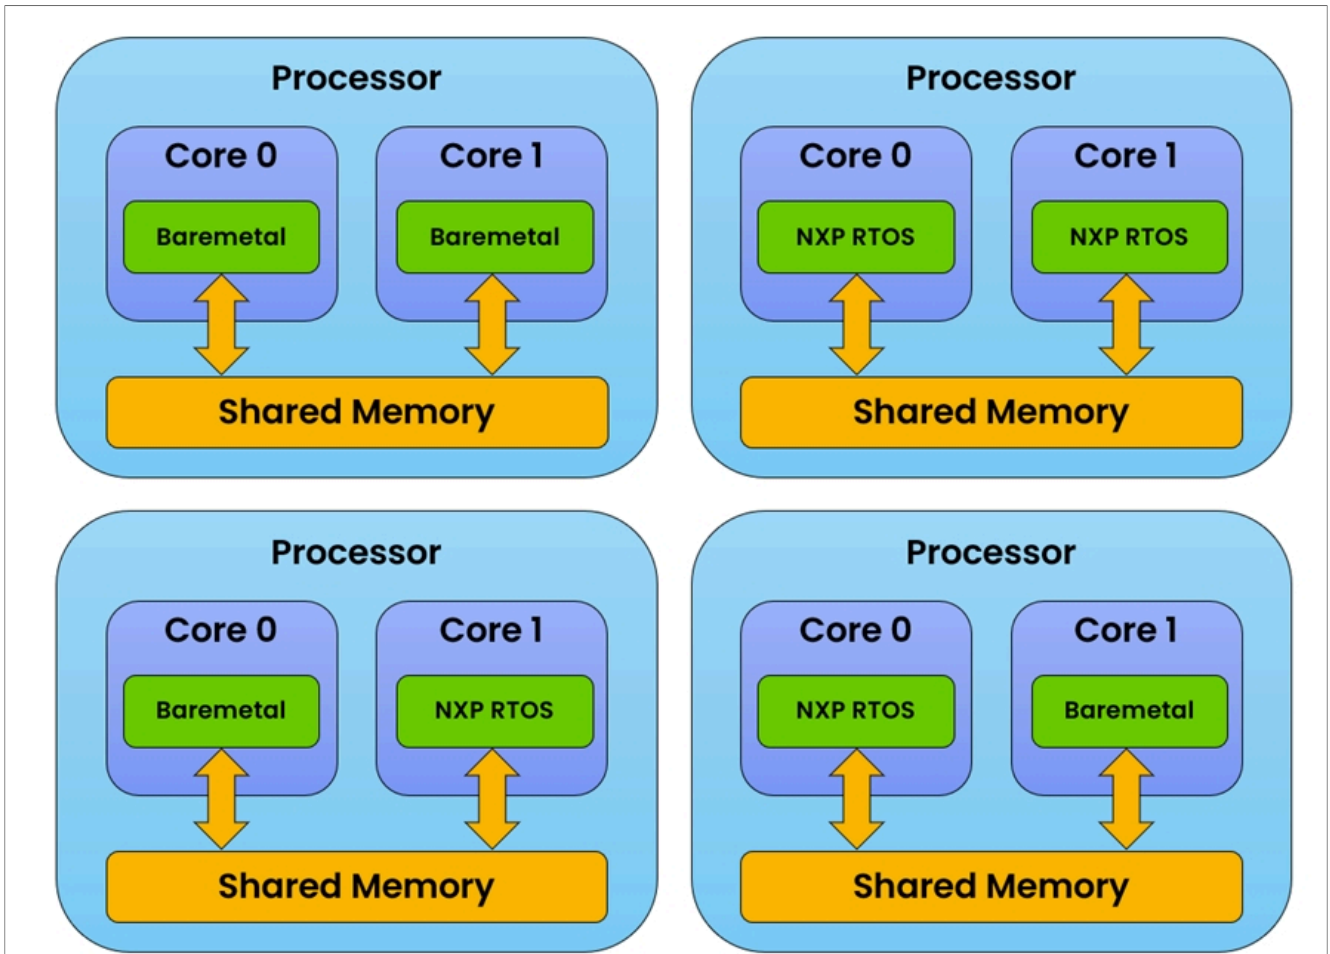 Processor
Core 0
Core 1
Baremetal
Baremetal
Shared Memory
Processor
Core 0
Core 1
NXP RTOS
NXP RTOS
Shared Memory
Processor
Core 0
Core 1
Baremetal
NXP RTOS
Shared Memory
Processor
Core 0
Core 1
NXP RTOS
Baremetal
Shared Memory